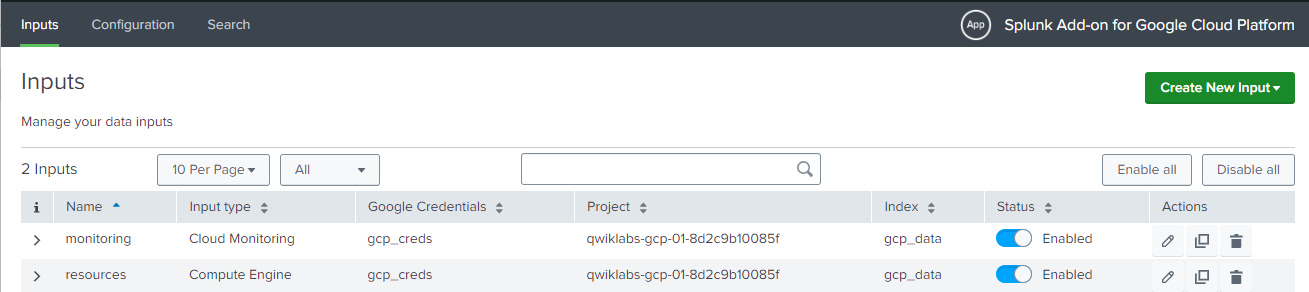 Inputs Configuration Search App Splunk Add-on for Google Cloud Platform
Inputs
Create New Input
Manage your data inputs
2 Inputs 10 Per Page All Enable all Disable all
i Name Input type Google Credentials Project Index Status Actions
monitoring Cloud Monitoring gcp_creds qwiklabs-gcp-01-8d2c9b10085f gcp_data Enabled
resources Compute Engine gcp_creds qwiklabs-gcp-01-8d2c9b10085f gcp_data Enabled